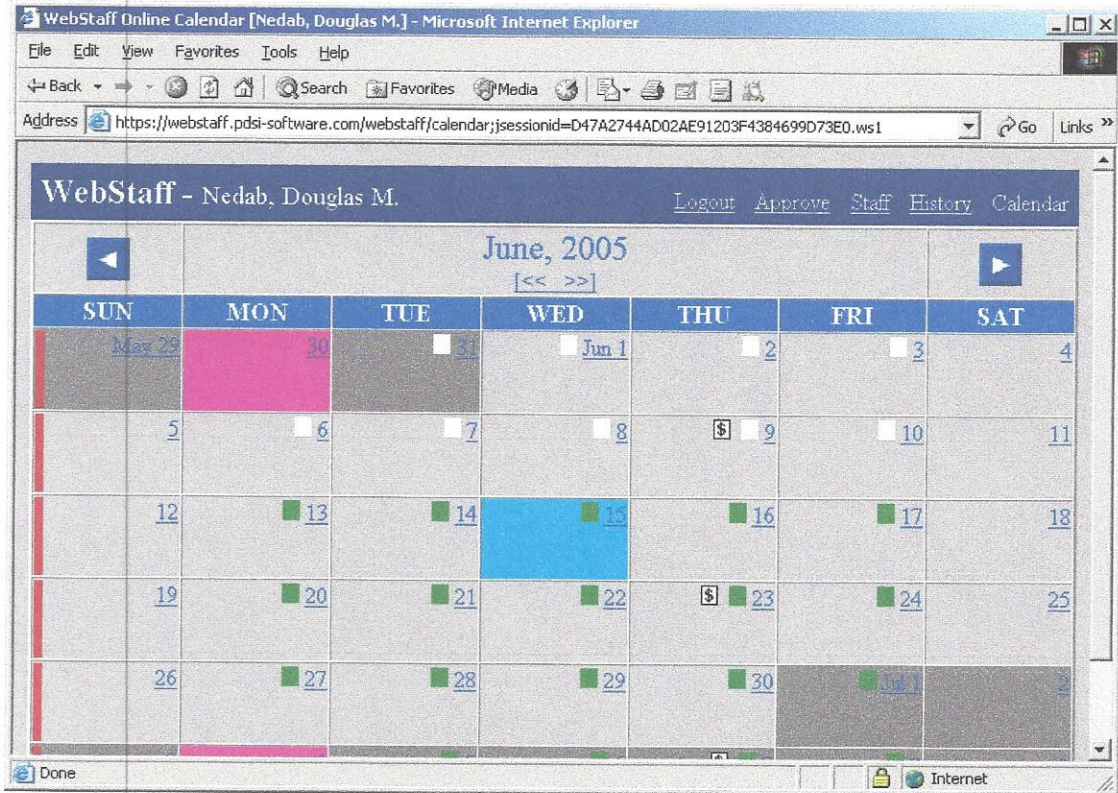 WebStaff Online Calendar [Nedab, Douglas M.] - Microsoft Internet Explorer
File Edit View Favorites Tools Help
Back Search Favorites Media
Address https://webstaff.pdsi-software.com/webstaff/calendar;jsessionid=D47A2744AD02AE91203F4384699D73E0.ws1 Go Links »
WebStaff - Nedab, Douglas M. Logout Approve Staff History Calendar
June, 2005
[<< >>]
SUN MON TUE WED THU FRI SAT
May 29 30 31 Jun 1 2 3 4
5 6 7 8 $ 9 10 11
12 13 14 15 16 17 18
19 20 21 22 $ 23 24 25
26 27 28 29 30 Jul 1 2
Done Internet